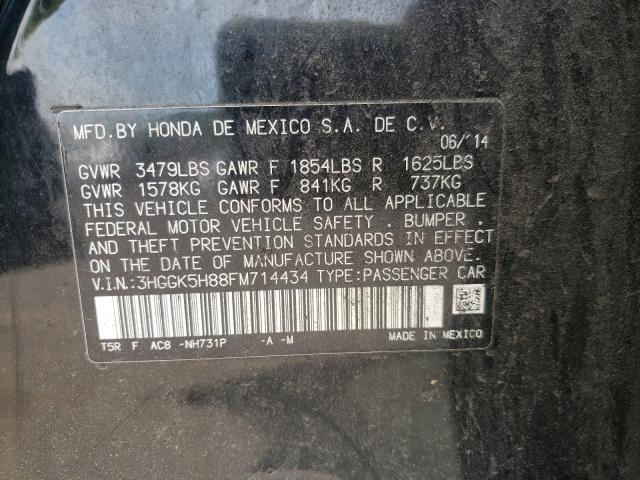 MFD.BY HONDA DE MEXICO S.A. DE C.V.
06/'14
GVWR 3479LBS GAWR F 1854LBS R 1625LBS
GVWR 1578KG GAWR F 841KG R 737KG
THIS VEHICLE CONFORMS TO ALL APPLICABLE
FEDERAL MOTOR VEHICLE SAFETY . BUMPER .
AND THEFT PREVENTION STANDARDS IN EFFECT
ON THE DATE OF MANUFACTURE SHOWN ABOVE.
V.I.N.:3HGGK5H88FM714434 TYPE:PASSENGER CAR
T5R F AC8 -NH731P -A -M MADE IN MEXICO